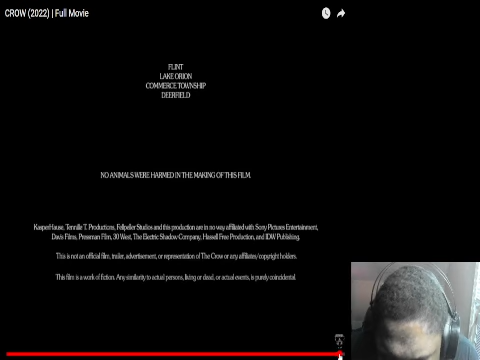 CROW (2022) | Full Movie
FLINT
LAKE ORION
COMMERCE TOWNSHIP
DEERFIELD
NO ANIMALS WERE HARMED IN THE MAKING OF THIS FILM.
KasperHause, Tennille T. Productions, Fellpeller Studios and this production are in no way affiliated with Sony Pictures Entertainment,
Davis Films, Pressman Film, 30 West, The Electric Shadow Company, Hassell Free Production, and IDW Publishing.
This is not an official film, trailer, advertisement, or representation of The Crow or any affiliates/copyright holders.
This film is a work of fiction. Any similarity to actual persons, living or dead, or actual events, is purely coincidental.